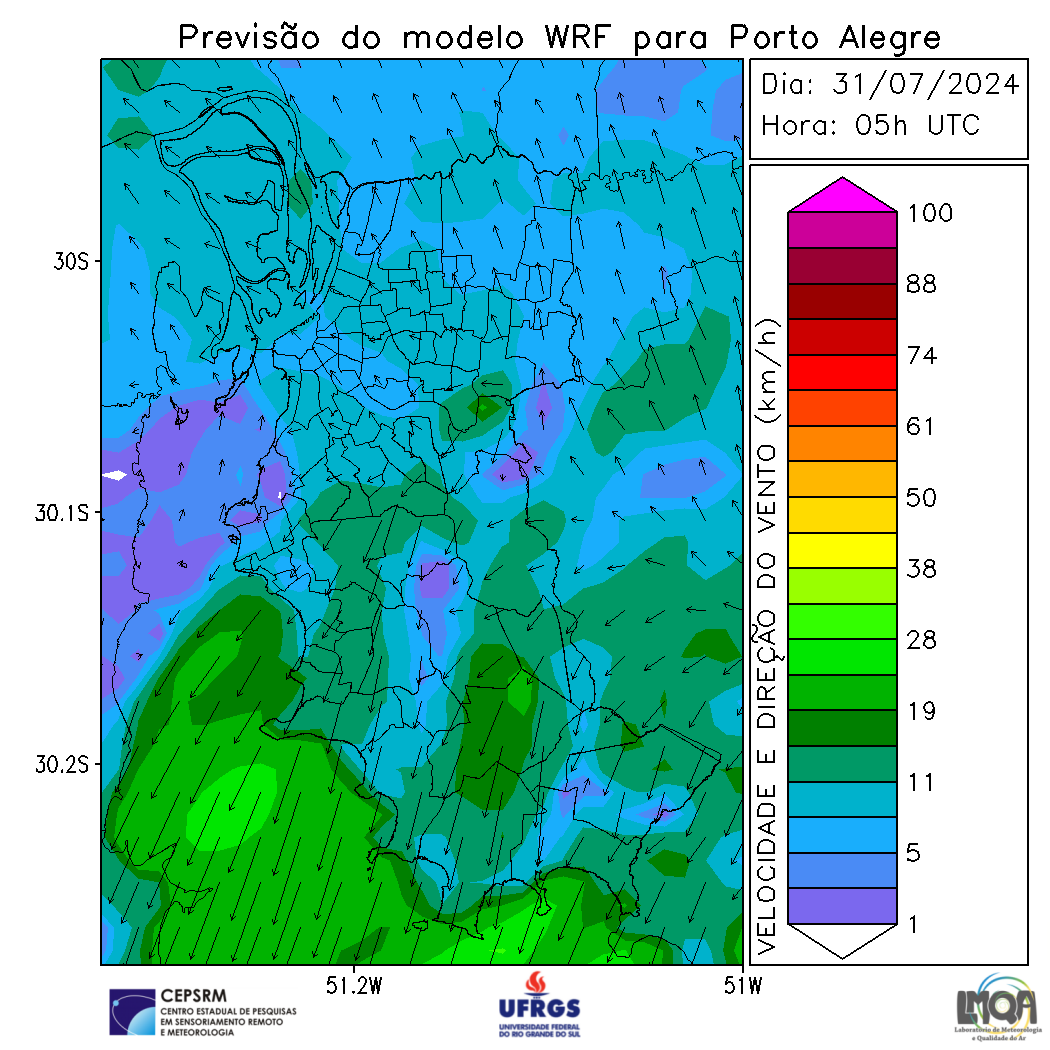 Previsão do modelo WRF para Porto Alegre
Dia: 31/07/2024
Hora: 05h UTC
30S
30.1S
30.2S
51.2W
51W
VELOCIDADE E DIREÇÃO DO VENTO (km/h)
100
88
74
61
50
38
28
19
11
5
1
CEPSRM
CENTRO ESTADUAL DE PESQUISAS
EM SENSORIAMENTO REMOTO
E METEOROLOGIA
UFRGS
UNIVERSIDADE FEDERAL
DO RIO GRANDE DO SUL
LMQA
Laboratório de Meteorologia
e Qualidade do Ar